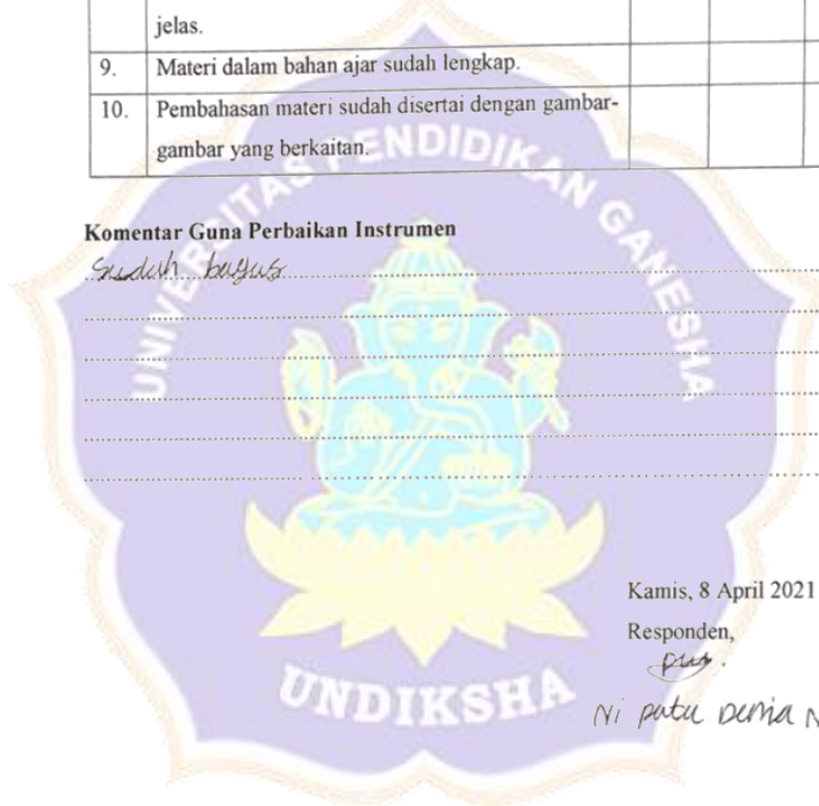 jelas.
9. Materi dalam bahan ajar sudah lengkap.
10. Pembahasan materi sudah disertai dengan gambar-
gambar yang berkaitan.
UNIVERSITAS PENDIDIKAN GANESHA
Komentar Guna Perbaikan Instrumen
Sudah bagus
Kamis, 8 April 2021
Responden,
UNDIKSHA
Ni putu Denia N